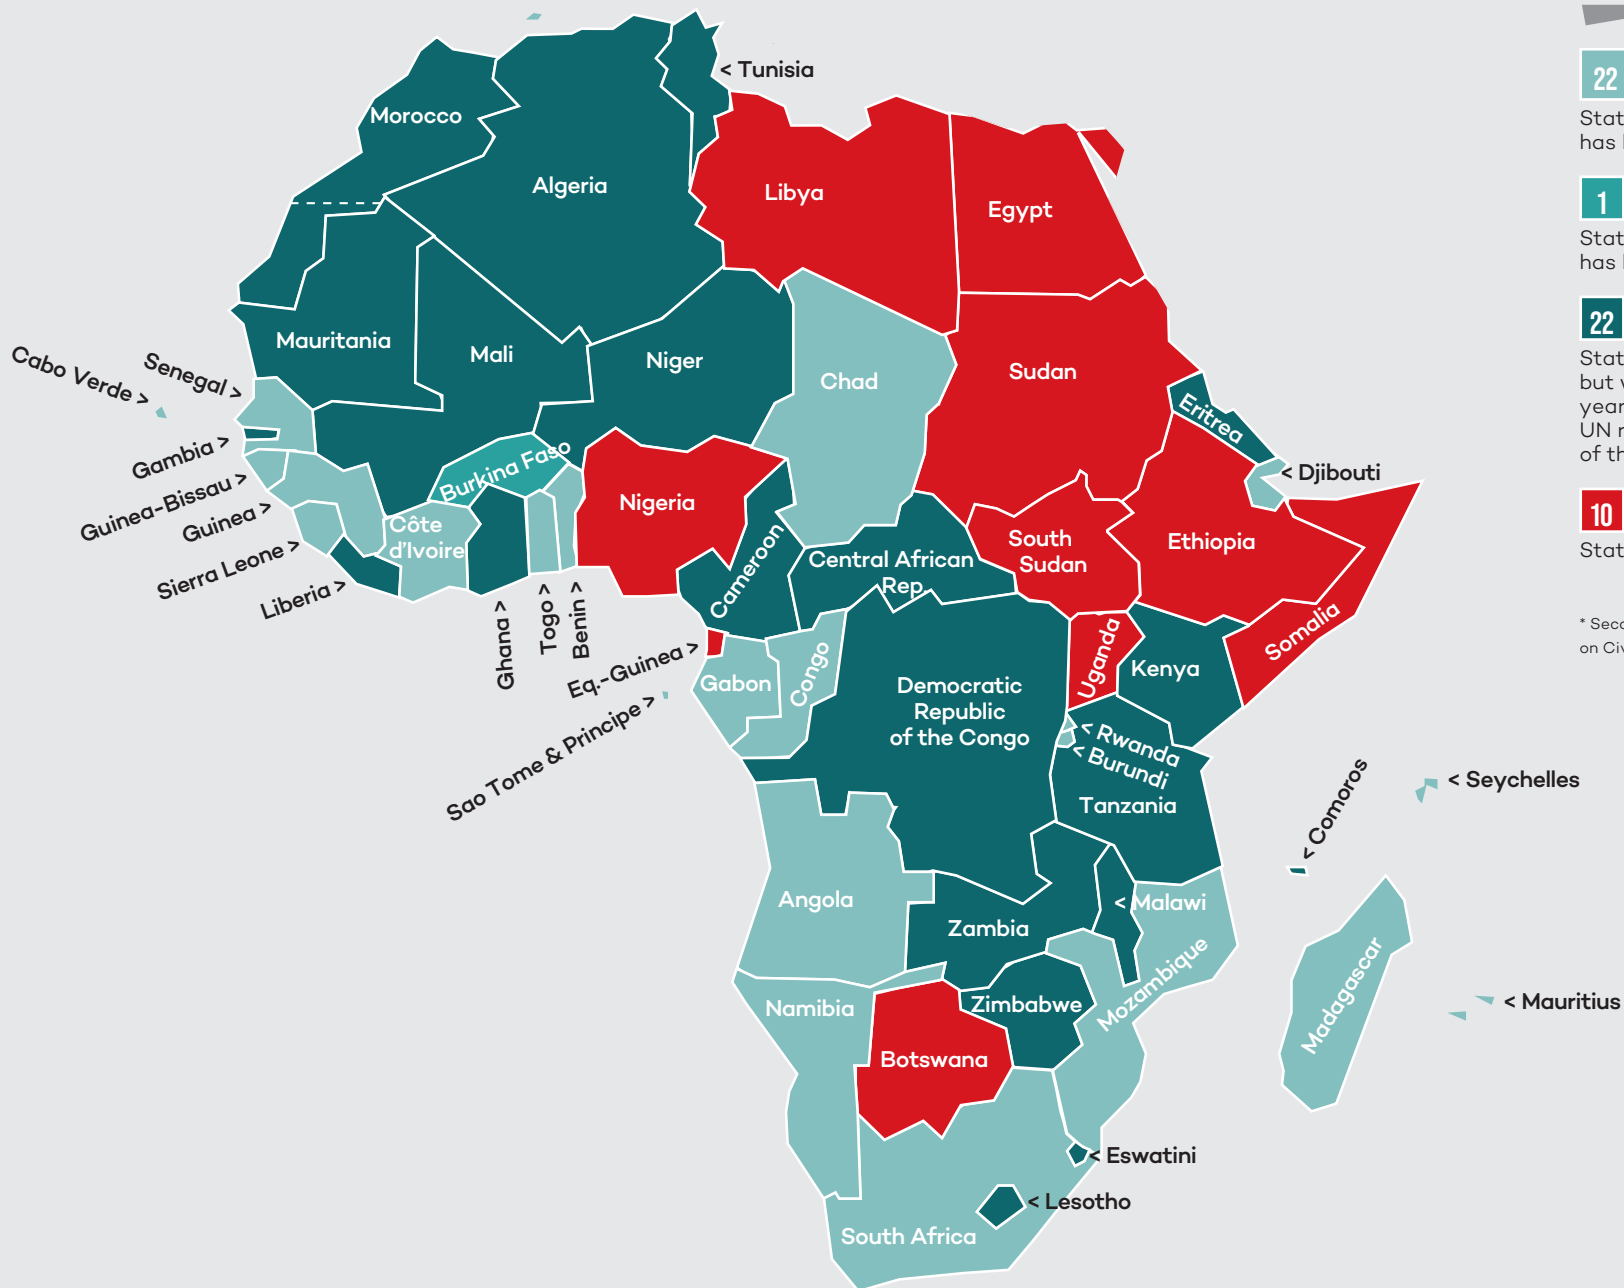 < Tunisia
Morocco
Algeria
Libya
Egypt
Mauritania
Mali
Niger
Chad
Sudan
Eritrea
Cabo Verde >
Senegal >
Gambia >
Guinea-Bissau >
Guinea >
Sierra Leone >
Liberia >
Burkina Faso
Côte
d'Ivoire
Ghana >
Togo >
Benin >
Nigeria
Cameroon
Central African
Rep.
South
Sudan
Ethiopia
< Djibouti
Somalia
Eq.-Guinea >
Sao Tome & Principe >
Gabon
Congo
Democratic
Republic
of the Congo
Uganda
Kenya
< Rwanda
< Burundi
Tanzania
< Comoros
< Seychelles
Angola
Zambia
< Malawi
Mozambique
Zimbabwe
Namibia
Botswana
Madagascar
< Mauritius
< Eswatini
< Lesotho
South Africa
22
Stat
has
1
Stat
has
22
Stat
but
year
UN
of th
10
Stat
* Seco
on Civ